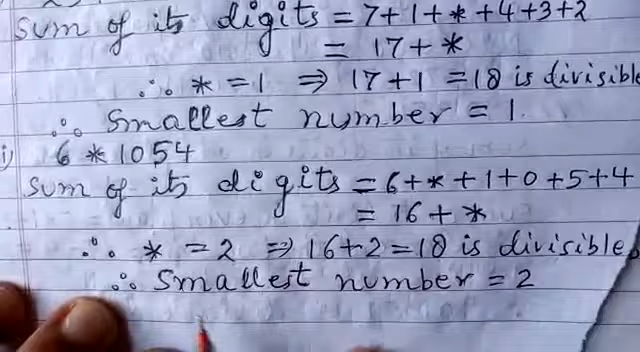 Sum of its digits = 7+1+*+4+3+2
= 17+*
∴ * = 1 ⇒ 17+1 = 18 is divisible
∴ Smallest number = 1.
i) 6 * 1054
Sum of its digits = 6+*+1+0+5+4
= 16+*
∴ * = 2 ⇒ 16+2 = 18 is divisible
∴ Smallest number = 2